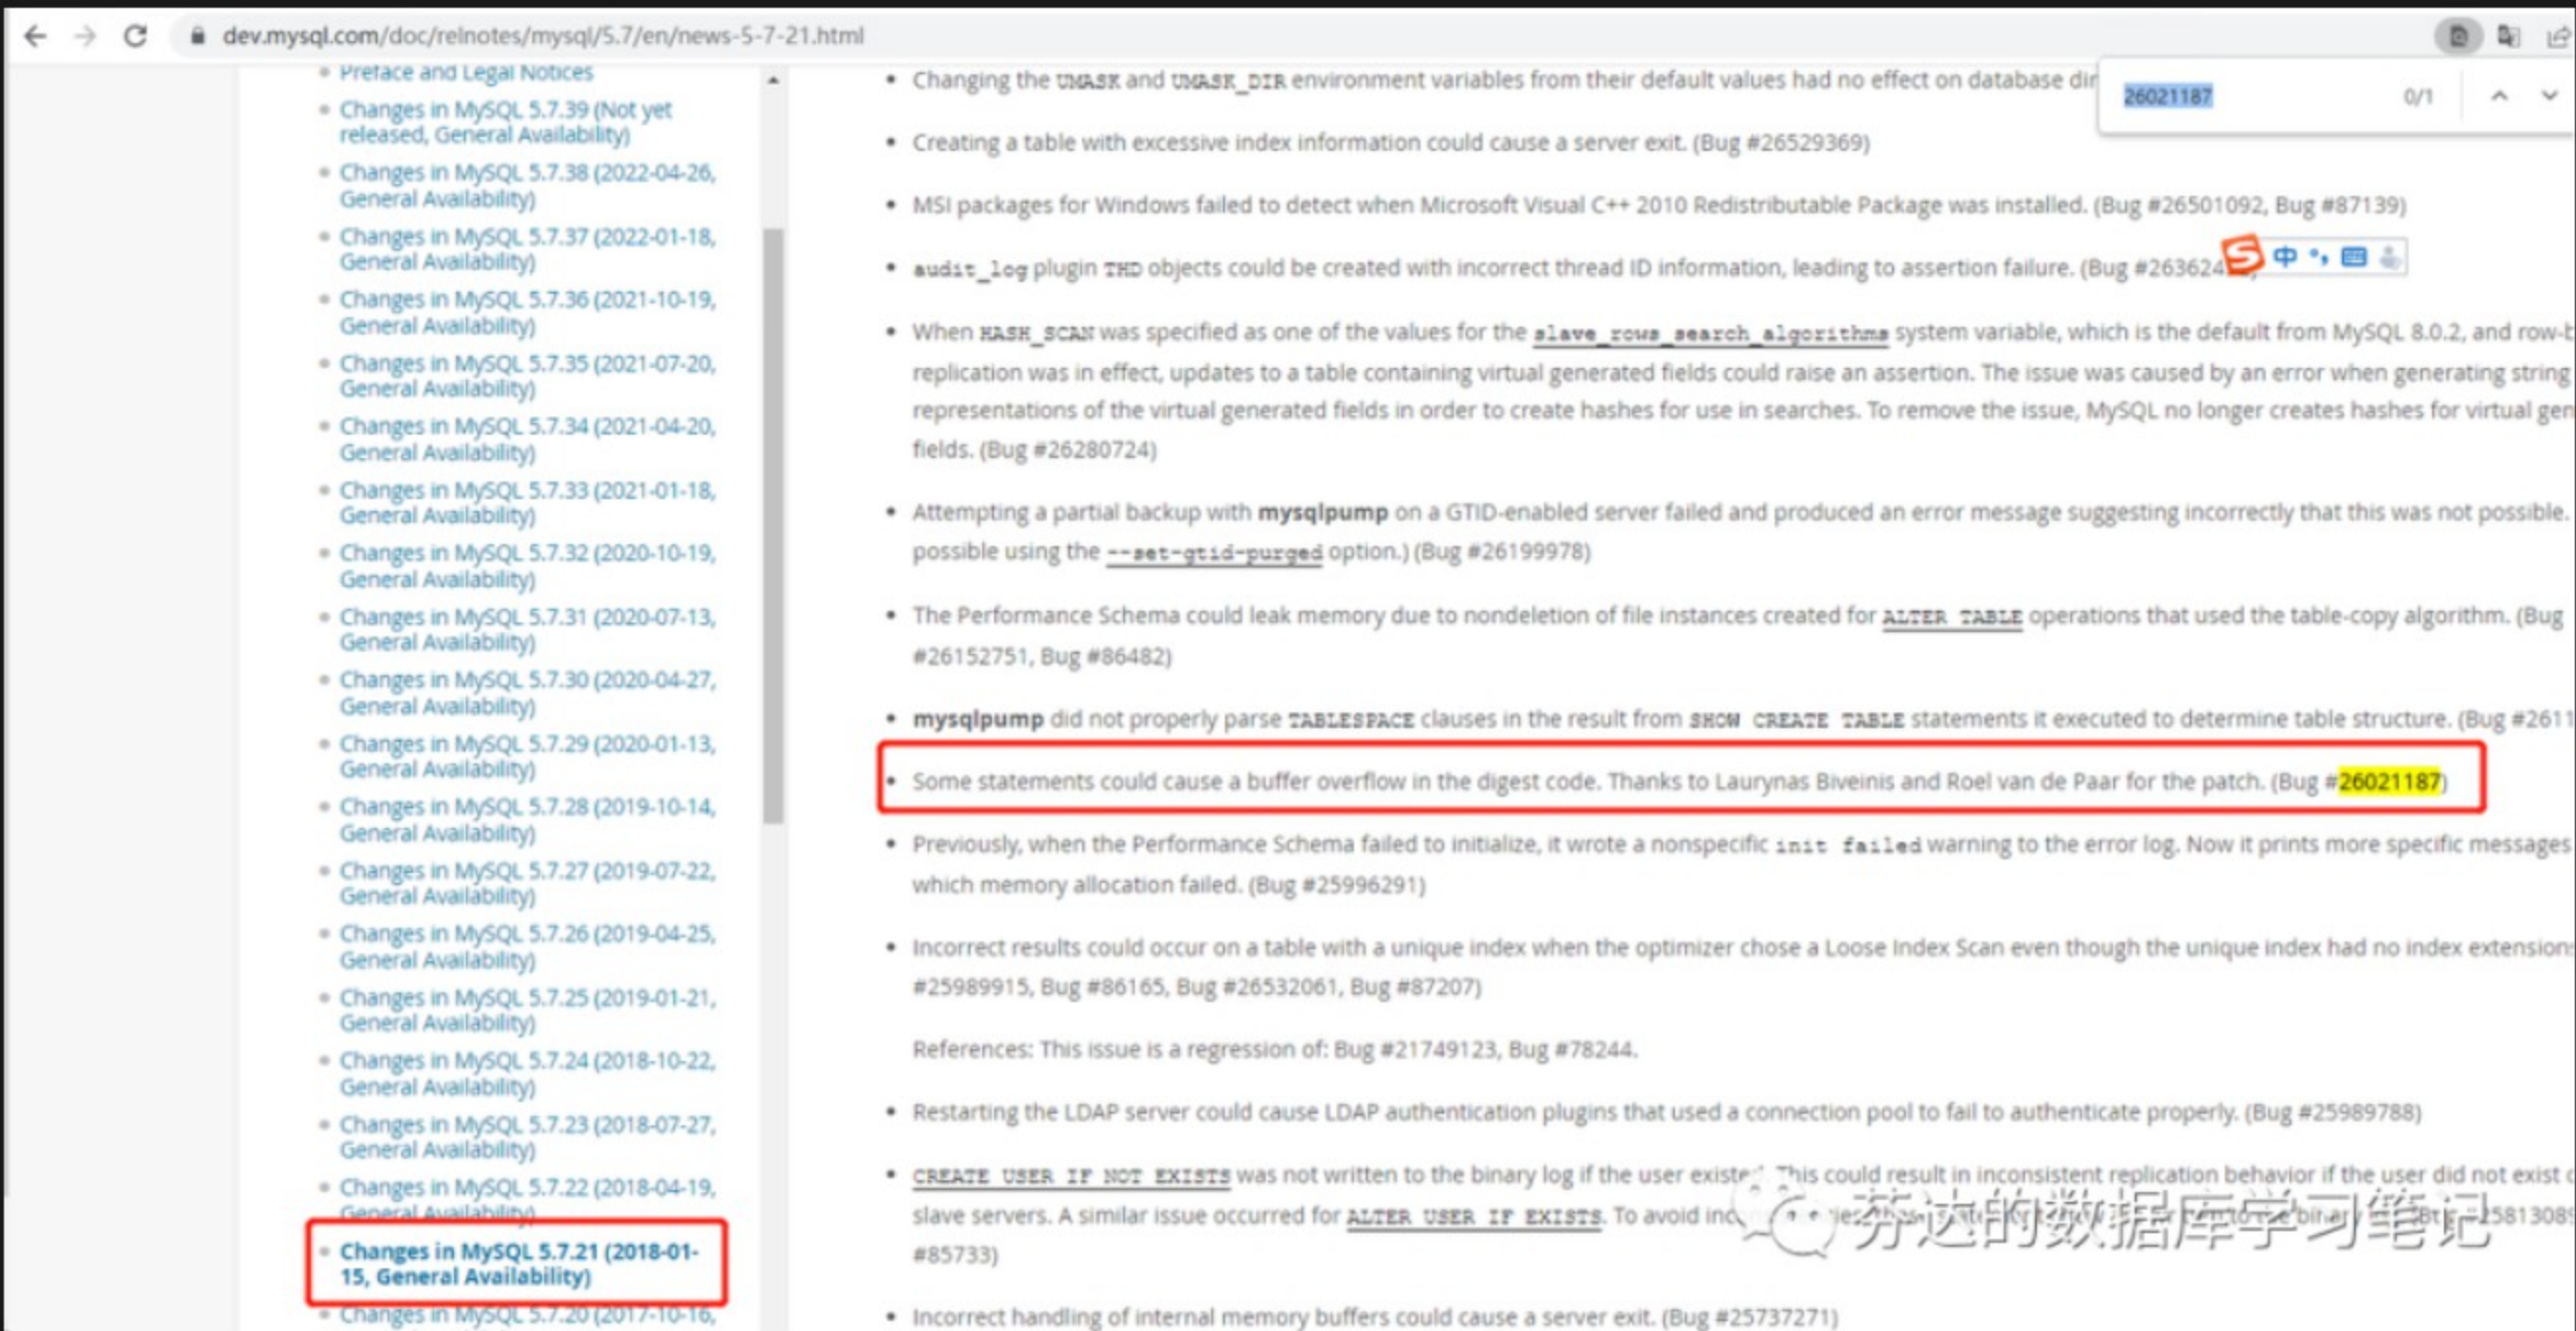 dev.mysql.com/doc/relnotes/mysql/5.7/en/news-5-7-21.html
26021187
0/1
中
Preface and Legal Notices
Changes in MySQL 5.7.39 (Not yet
released, General Availability)
Changes in MySQL 5.7.38 (2022-04-26,
General Availability)
Changes in MySQL 5.7.37 (2022-01-18,
General Availability)
Changes in MySQL 5.7.36 (2021-10-19,
General Availability)
Changes in MySQL 5.7.35 (2021-07-20,
General Availability)
Changes in MySQL 5.7.34 (2021-04-20,
General Availability)
Changes in MySQL 5.7.33 (2021-01-18,
General Availability)
Changes in MySQL 5.7.32 (2020-10-19,
General Availability)
Changes in MySQL 5.7.31 (2020-07-13,
General Availability)
Changes in MySQL 5.7.30 (2020-04-27,
General Availability)
Changes in MySQL 5.7.29 (2020-01-13,
General Availability)
Changes in MySQL 5.7.28 (2019-10-14,
General Availability)
Changes in MySQL 5.7.27 (2019-07-22,
General Availability)
Changes in MySQL 5.7.26 (2019-04-25,
General Availability)
Changes in MySQL 5.7.25 (2019-01-21,
General Availability)
Changes in MySQL 5.7.24 (2018-10-22,
General Availability)
Changes in MySQL 5.7.23 (2018-07-27,
General Availability)
Changes in MySQL 5.7.22 (2018-04-19,
General Availability)
Changes in MySQL 5.7.21 (2018-01-
15, General Availability)
Changes in MySQL 5.7.20 (2017-10-16,
Changing the UMASK and UMASK_DIR environment variables from their default values had no effect on database dir
Creating a table with excessive index information could cause a server exit. (Bug #26529369)
MSI packages for Windows failed to detect when Microsoft Visual C++ 2010 Redistributable Package was installed. (Bug #26501092, Bug #87139)
audit_log plugin THD objects could be created with incorrect thread ID information, leading to assertion failure. (Bug #263624
When HASH_SCAN was specified as one of the values for the slave_rows_search_algorithms system variable, which is the default from MySQL 8.0.2, and row-b
replication was in effect, updates to a table containing virtual generated fields could raise an assertion. The issue was caused by an error when generating string
representations of the virtual generated fields in order to create hashes for use in searches. To remove the issue, MySQL no longer creates hashes for virtual gen
fields. (Bug #26280724)
Attempting a partial backup with mysqlpump on a GTID-enabled server failed and produced an error message suggesting incorrectly that this was not possible.
possible using the --set-gtid-purged option.) (Bug #26199978)
The Performance Schema could leak memory due to nondeletion of file instances created for ALTER TABLE operations that used the table-copy algorithm. (Bug
#26152751, Bug #86482)
mysqlpump did not properly parse TABLESPACE clauses in the result from SHOW CREATE TABLE statements it executed to determine table structure. (Bug #2611
Some statements could cause a buffer overflow in the digest code. Thanks to Laurynas Biveinis and Roel van de Paar for the patch. (Bug #26021187)
Previously, when the Performance Schema failed to initialize, it wrote a nonspecific init failed warning to the error log. Now it prints more specific messages
which memory allocation failed. (Bug #25996291)
Incorrect results could occur on a table with a unique index when the optimizer chose a Loose Index Scan even though the unique index had no index extension
#25989915, Bug #86165, Bug #26532061, Bug #87207)
References: This issue is a regression of: Bug #21749123, Bug #78244.
Restarting the LDAP server could cause LDAP authentication plugins that used a connection pool to fail to authenticate properly. (Bug #25989788)
CREATE USER IF NOT EXISTS was not written to the binary log if the user existed. This could result in inconsistent replication behavior if the user did not exist
slave servers. A similar issue occurred for ALTER USER IF EXISTS. To avoid
#85733)
Incorrect handling of internal memory buffers could cause a server exit. (Bug #25737271)
芬达的数据库学习笔记